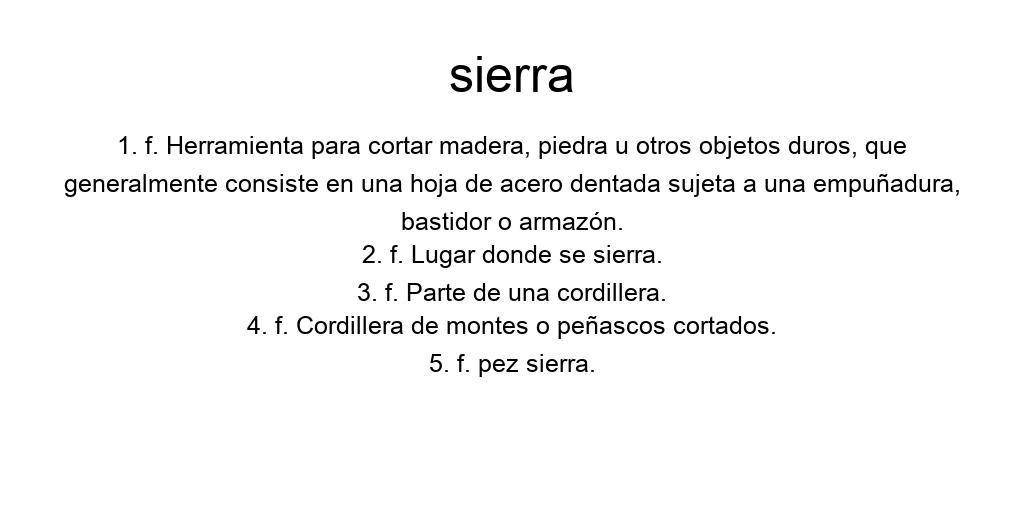 sierra
1. f. Herramienta para cortar madera, piedra u otros objetos duros, que
generalmente consiste en una hoja de acero dentada sujeta a una empuñadura,
bastidor o armazón.
2. f. Lugar donde se sierra.
3. f. Parte de una cordillera.
4. f. Cordillera de montes o peñascos cortados.
5. f. pez sierra.